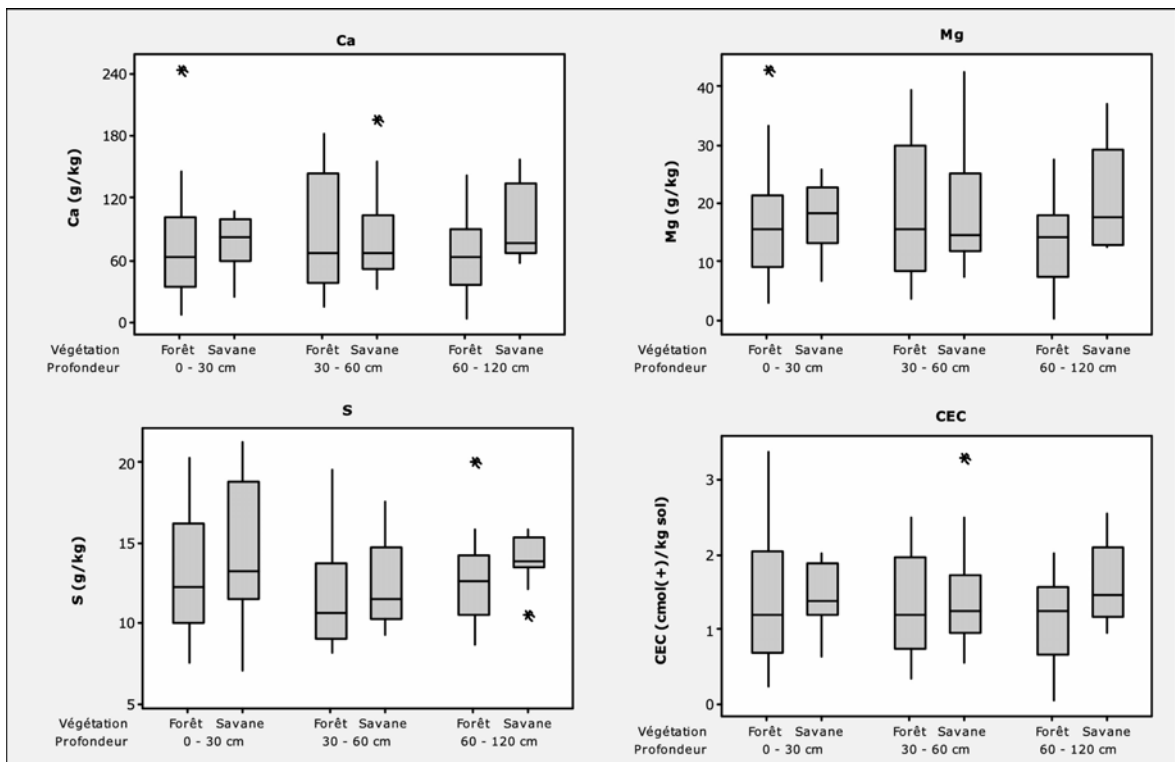 Ca
Ca (g/kg)
240
180
120
60
0
Végétation Forêt Savane Forêt Savane Forêt Savane
Profondeur 0 - 30 cm 30 - 60 cm 60 - 120 cm
Mg
Mg (g/kg)
40
30
20
10
0
Végétation Forêt Savane Forêt Savane Forêt Savane
Profondeur 0 - 30 cm 30 - 60 cm 60 - 120 cm
S
S (g/kg)
20
15
10
5
Végétation Forêt Savane Forêt Savane Forêt Savane
Profondeur 0 - 30 cm 30 - 60 cm 60 - 120 cm
CEC
CEC (cmol(+)/kg sol)
3
2
1
0
Végétation Forêt Savane Forêt Savane Forêt Savane
Profondeur 0 - 30 cm 30 - 60 cm 60 - 120 cm